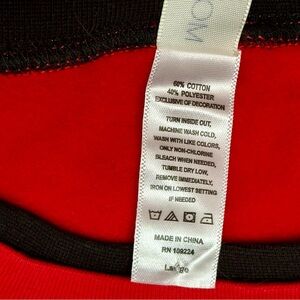 OM
60% COTTON
40% POLYESTER
EXCLUSIVE OF DECORATION
TURN INSIDE OUT,
MACHINE WASH COLD,
WASH WITH LIKE COLORS,
ONLY NON-CHLORINE
BLEACH WHEN NEEDED,
TUMBLE DRY LOW,
REMOVE IMMEDIATELY,
IRON ON LOWEST SETTING
IF NEEDED
MADE IN CHINA
RN 109224